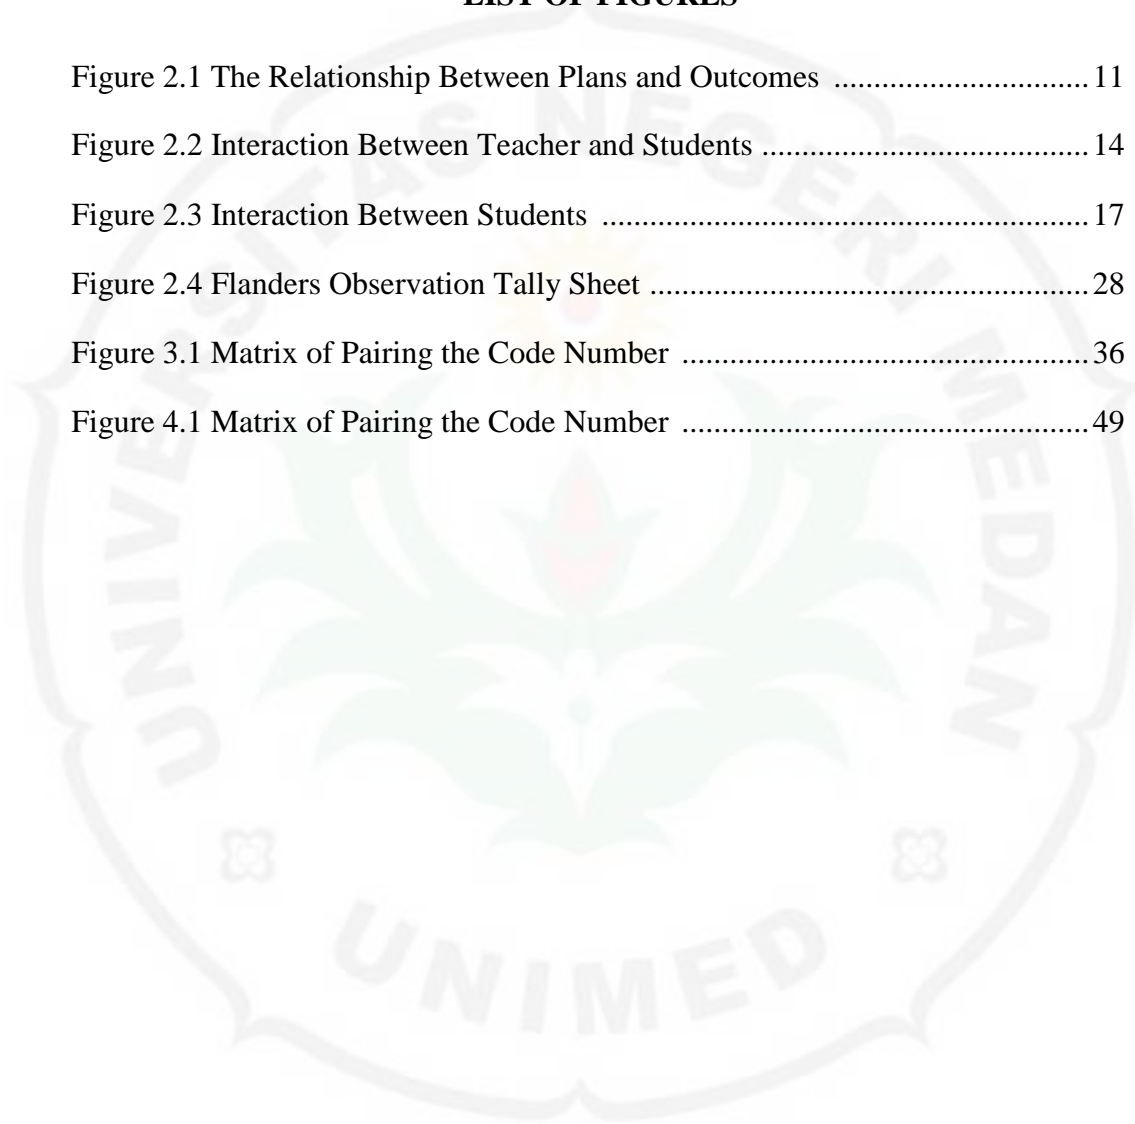 LIST OF FIGURES
Figure 2.1 The Relationship Between Plans and Outcomes ................................ 11
Figure 2.2 Interaction Between Teacher and Students ......................................... 14
Figure 2.3 Interaction Between Students ............................................................. 17
Figure 2.4 Flanders Observation Tally Sheet ....................................................... 28
Figure 3.1 Matrix of Pairing the Code Number ................................................... 36
Figure 4.1 Matrix of Pairing the Code Number ................................................... 49
UNIVERSITAS NEGERI MEDAN
UNIMED